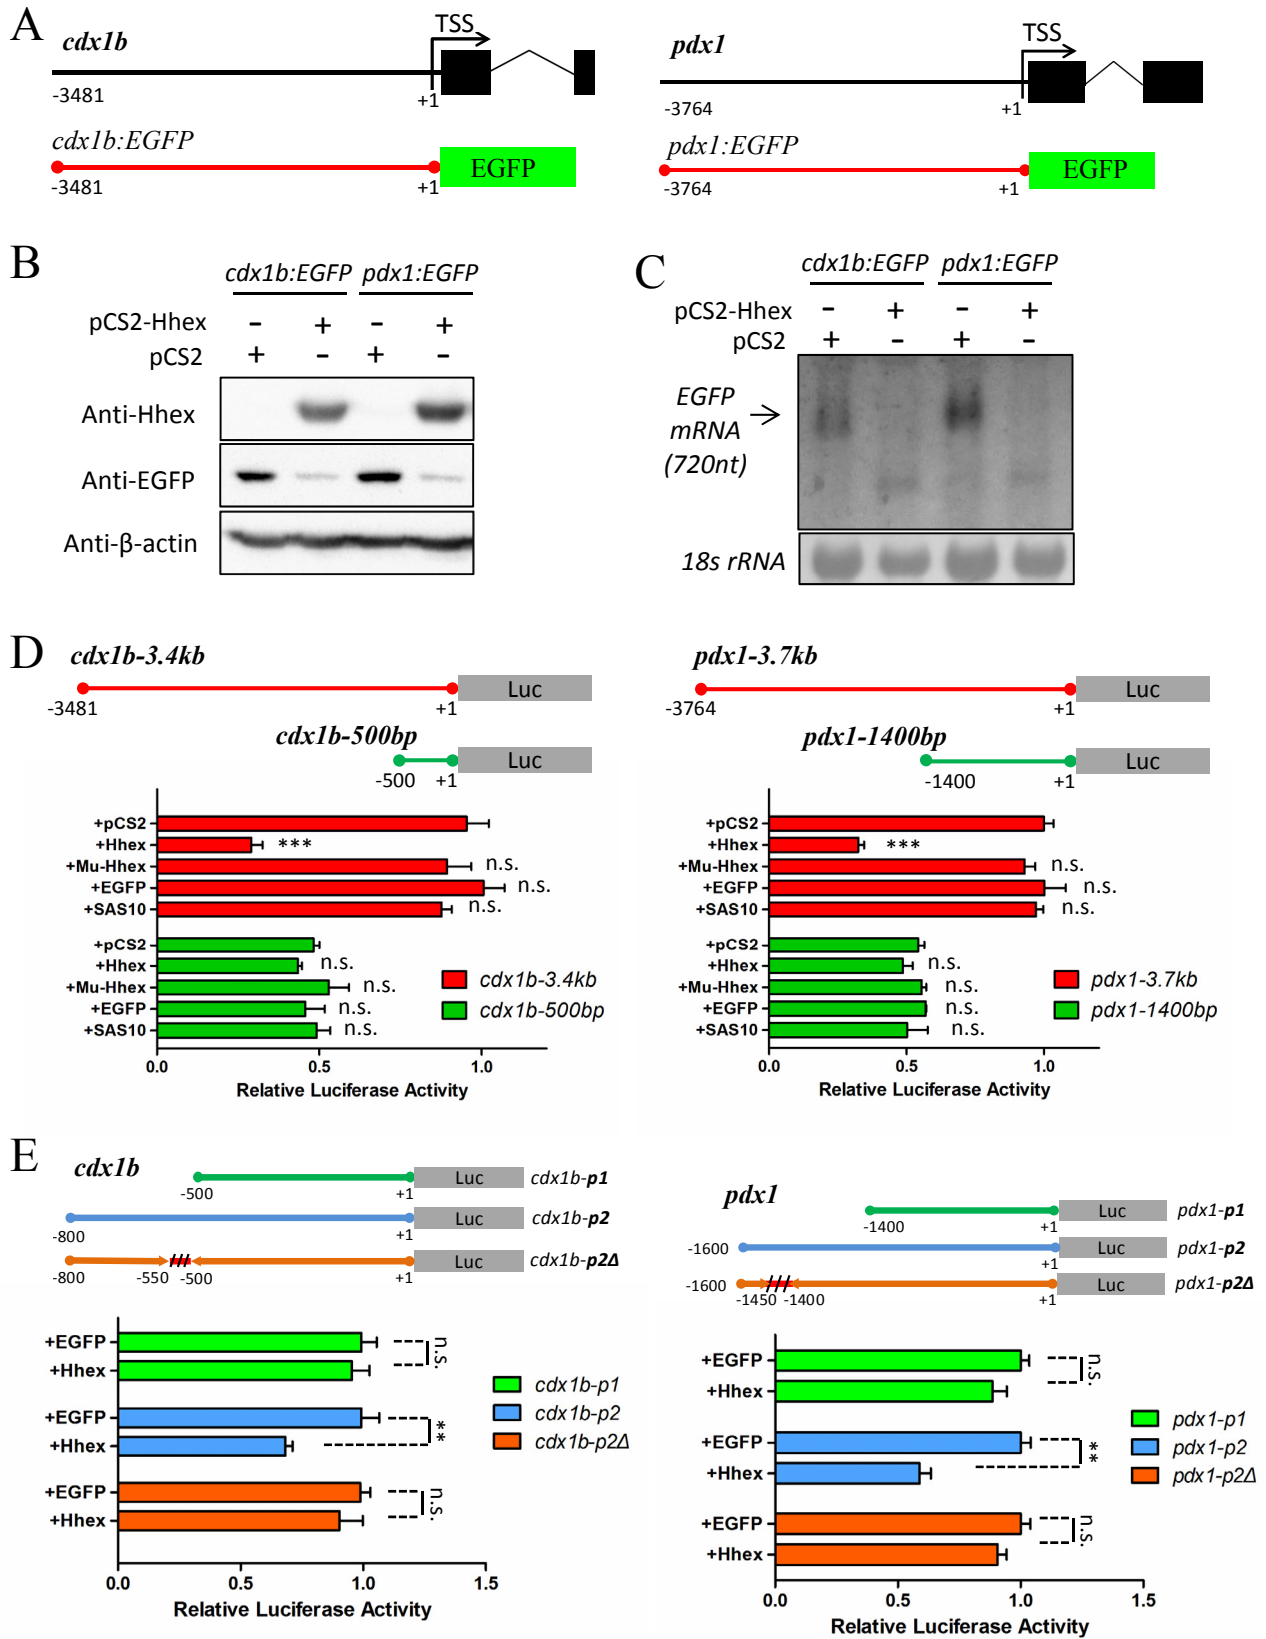 A
cdx1b
TSS
-3481
+1
cdx1b:EGFP
EGFP
-3481
+1
pdx1
TSS
-3764
+1
pdx1:EGFP
EGFP
-3764
+1
B
cdx1b:EGFP pdx1:EGFP
pCS2-Hhex - + - +
pCS2 + - + -
Anti-Hhex
Anti-EGFP
Anti-β-actin
C
cdx1b:EGFP pdx1:EGFP
pCS2-Hhex - + - +
pCS2 + - + -
EGFP
mRNA
(720nt)
18s rRNA
D
cdx1b-3.4kb
Luc
-3481
+1
cdx1b-500bp
Luc
-500
+1
+pCS2
+Hhex ***
+Mu-Hhex n.s.
+EGFP n.s.
+SAS10 n.s.
+pCS2
+Hhex n.s.
+Mu-Hhex n.s.
+EGFP n.s.
+SAS10 n.s.
cdx1b-3.4kb
cdx1b-500bp
0.0 0.5 1.0
Relative Luciferase Activity
pdx1-3.7kb
Luc
-3764
+1
pdx1-1400bp
Luc
-1400
+1
+pCS2
+Hhex ***
+Mu-Hhex n.s.
+EGFP n.s.
+SAS10 n.s.
+pCS2
+Hhex n.s.
+Mu-Hhex n.s.
+EGFP n.s.
+SAS10 n.s.
pdx1-3.7kb
pdx1-1400bp
0.0 0.5 1.0
Relative Luciferase Activity
E
cdx1b
Luc cdx1b-p1
-500 +1
Luc cdx1b-p2
-800 +1
Luc cdx1b-p2Δ
-800 -550 -500 +1
+EGFP
+Hhex
n.s.
+EGFP
+Hhex
**
+EGFP
+Hhex
n.s.
cdx1b-p1
cdx1b-p2
cdx1b-p2Δ
0.0 0.5 1.0 1.5
Relative Luciferase Activity
pdx1
Luc pdx1-p1
-1400 +1
-1600 Luc pdx1-p2
+1
-1600 Luc pdx1-p2Δ
-1450 -1400 +1
+EGFP
+Hhex
n.s.
+EGFP
+Hhex
**
+EGFP
+Hhex
n.s.
pdx1-p1
pdx1-p2
pdx1-p2Δ
0.0 0.5 1.0 1.5
Relative Luciferase Activity